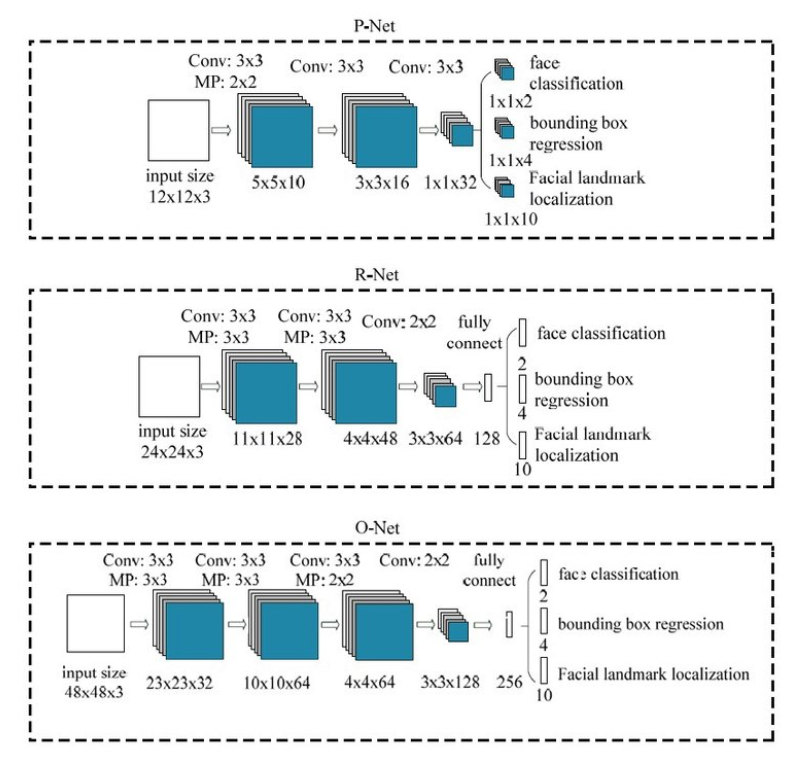 P-Net
Conv: 3x3
MP: 2x2
Conv: 3x3
Conv: 3x3
input size
12x12x3
5x5x10
3x3x16
1x1x32
face
classification
1x1x2
bounding box
regression
1x1x4
Facial landmark
localization
1x1x10
R-Net
Conv: 3x3
MP: 3x3
Conv: 3x3
MP: 3x3
Conv: 2x2
fully
connect
input size
24x24x3
11x11x28
4x4x48
3x3x64
128
face classification
2
bounding box
regression
4
Facial landmark
localization
10
O-Net
Conv: 3x3
MP: 3x3
Conv: 3x3
MP: 3x3
Conv: 3x3
MP: 2x2
Conv: 2x2
fully
connect
input size
48x48x3
23x23x32
10x10x64
4x4x64
3x3x128
256
face classification
2
bounding box regression
4
Facial landmark localization
10